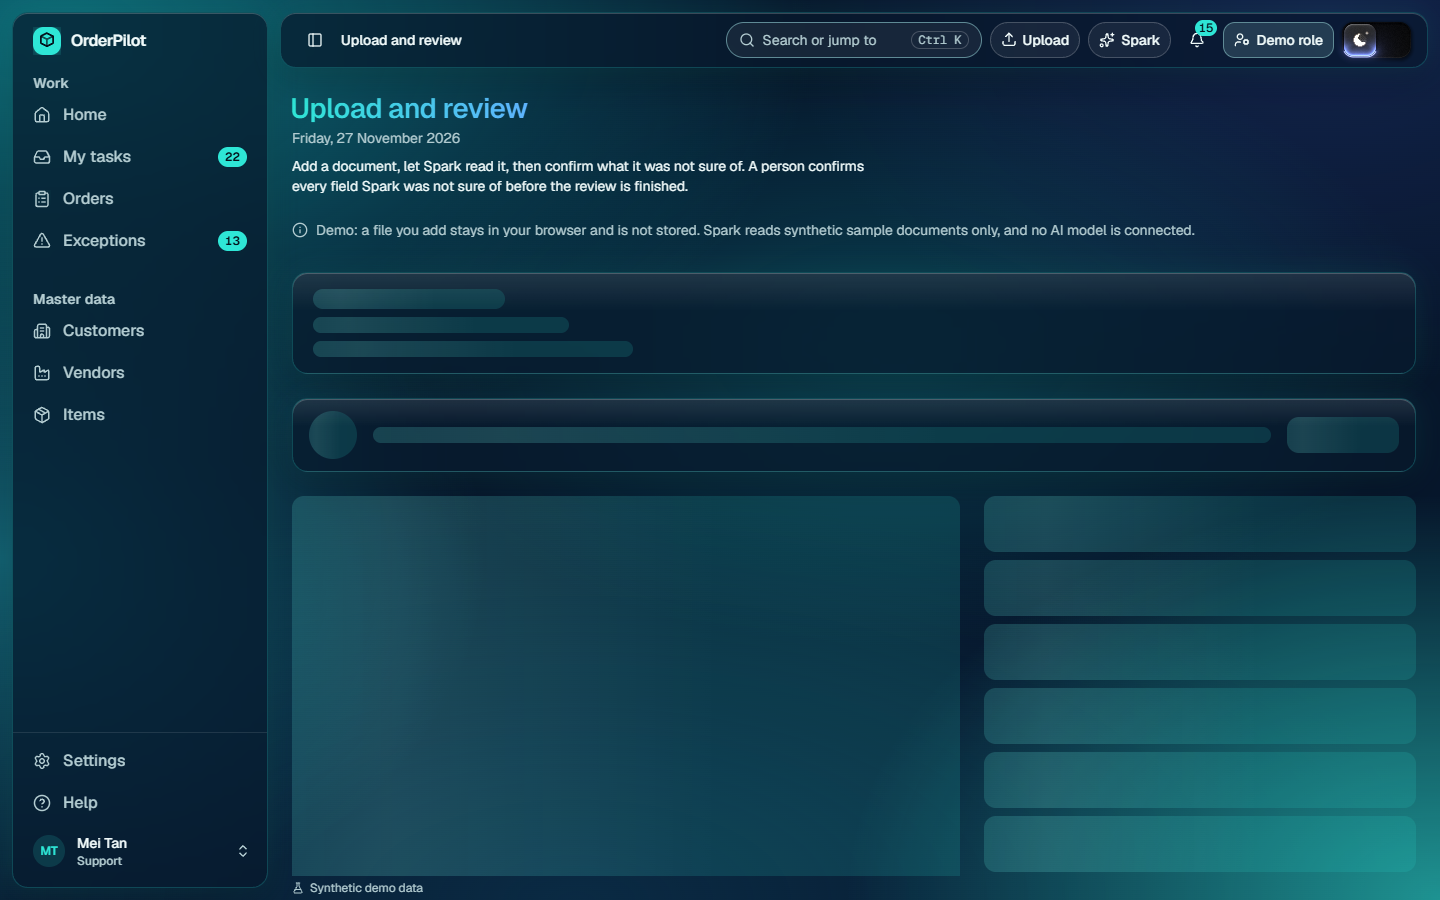 OrderPilot
Work
Home
My tasks 22
Orders
Exceptions 13
Master data
Customers
Vendors
Items
Settings
Help
MT
Mei Tan
Support
Upload and review
Search or jump to Ctrl K
Upload
Spark
15
Demo role
Upload and review
Friday, 27 November 2026
Add a document, let Spark read it, then confirm what it was not sure of. A person confirms
every field Spark was not sure of before the review is finished.
Demo: a file you add stays in your browser and is not stored. Spark reads synthetic sample documents only, and no AI model is connected.
Synthetic demo data